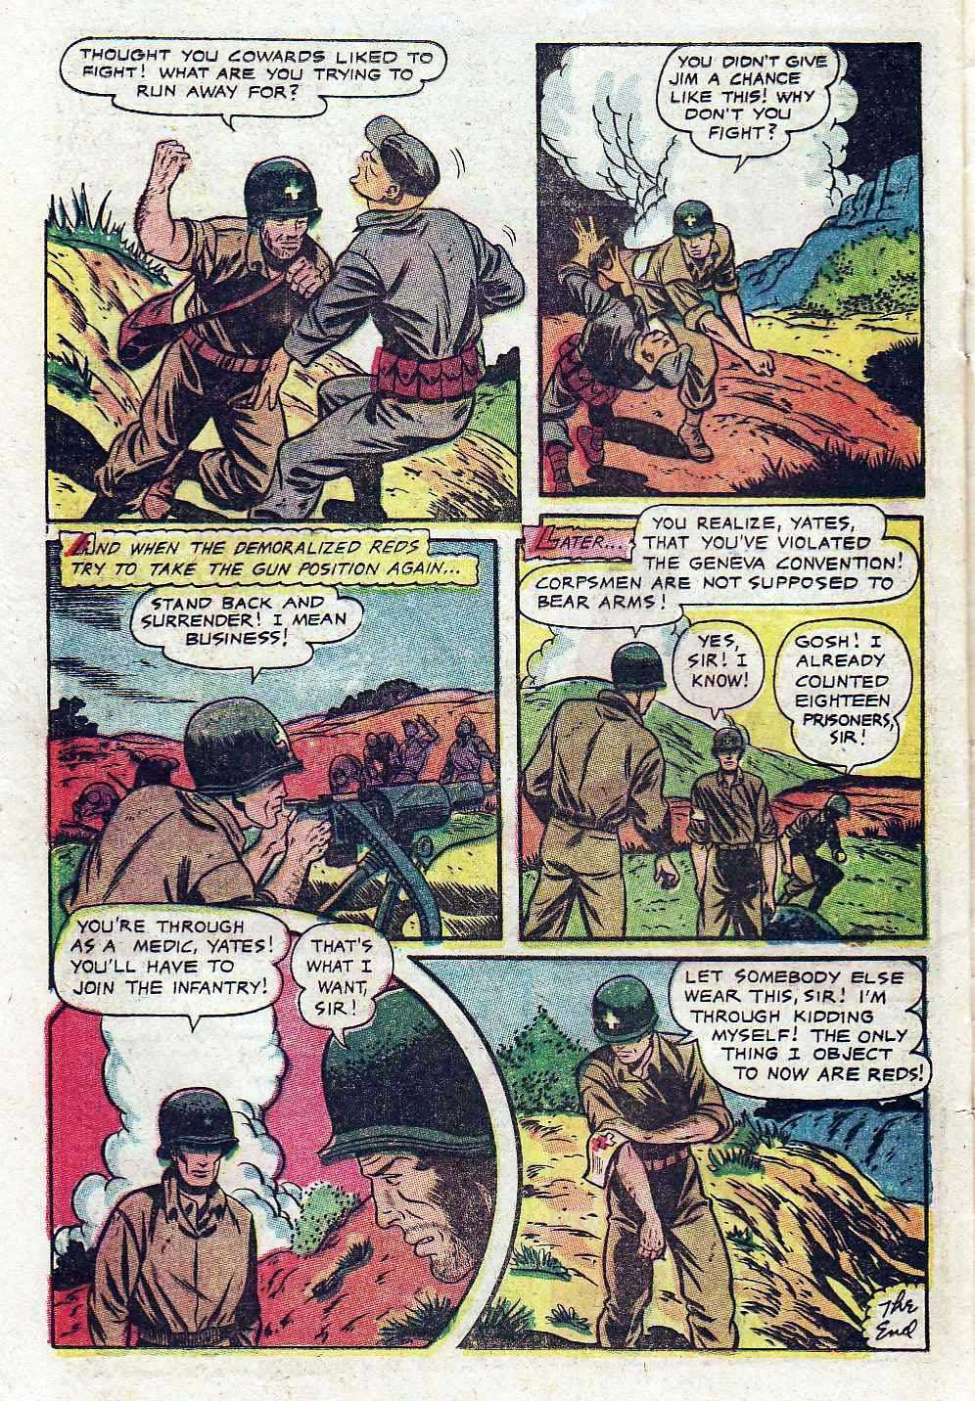 THOUGHT YOU COWARDS LIKED TO
FIGHT! WHAT ARE YOU TRYING TO
RUN AWAY FOR?
YOU DIDN'T GIVE
JIM A CHANCE
LIKE THIS! WHY
DON'T YOU
FIGHT?
AND WHEN THE DEMORALIZED REDS
TRY TO TAKE THE GUN POSITION AGAIN...
STAND BACK AND
SURRENDER! I MEAN
BUSINESS!
LATER...
YOU REALIZE, YATES,
THAT YOU'VE VIOLATED
THE GENEVA CONVENTION!
CORPSMEN ARE NOT SUPPOSED TO
BEAR ARMS!
YES,
SIR! I
KNOW!
GOSH! I
ALREADY
COUNTED
EIGHTEEN
PRISONERS,
SIR!
YOU'RE THROUGH
AS A MEDIC, YATES!
YOU'LL HAVE TO
JOIN THE INFANTRY!
THAT'S
WHAT I
WANT,
SIR!
LET SOMEBODY ELSE
WEAR THIS, SIR! I'M
THROUGH KIDDING
MYSELF! THE ONLY
THING I OBJECT
TO NOW ARE REDS!
The
End